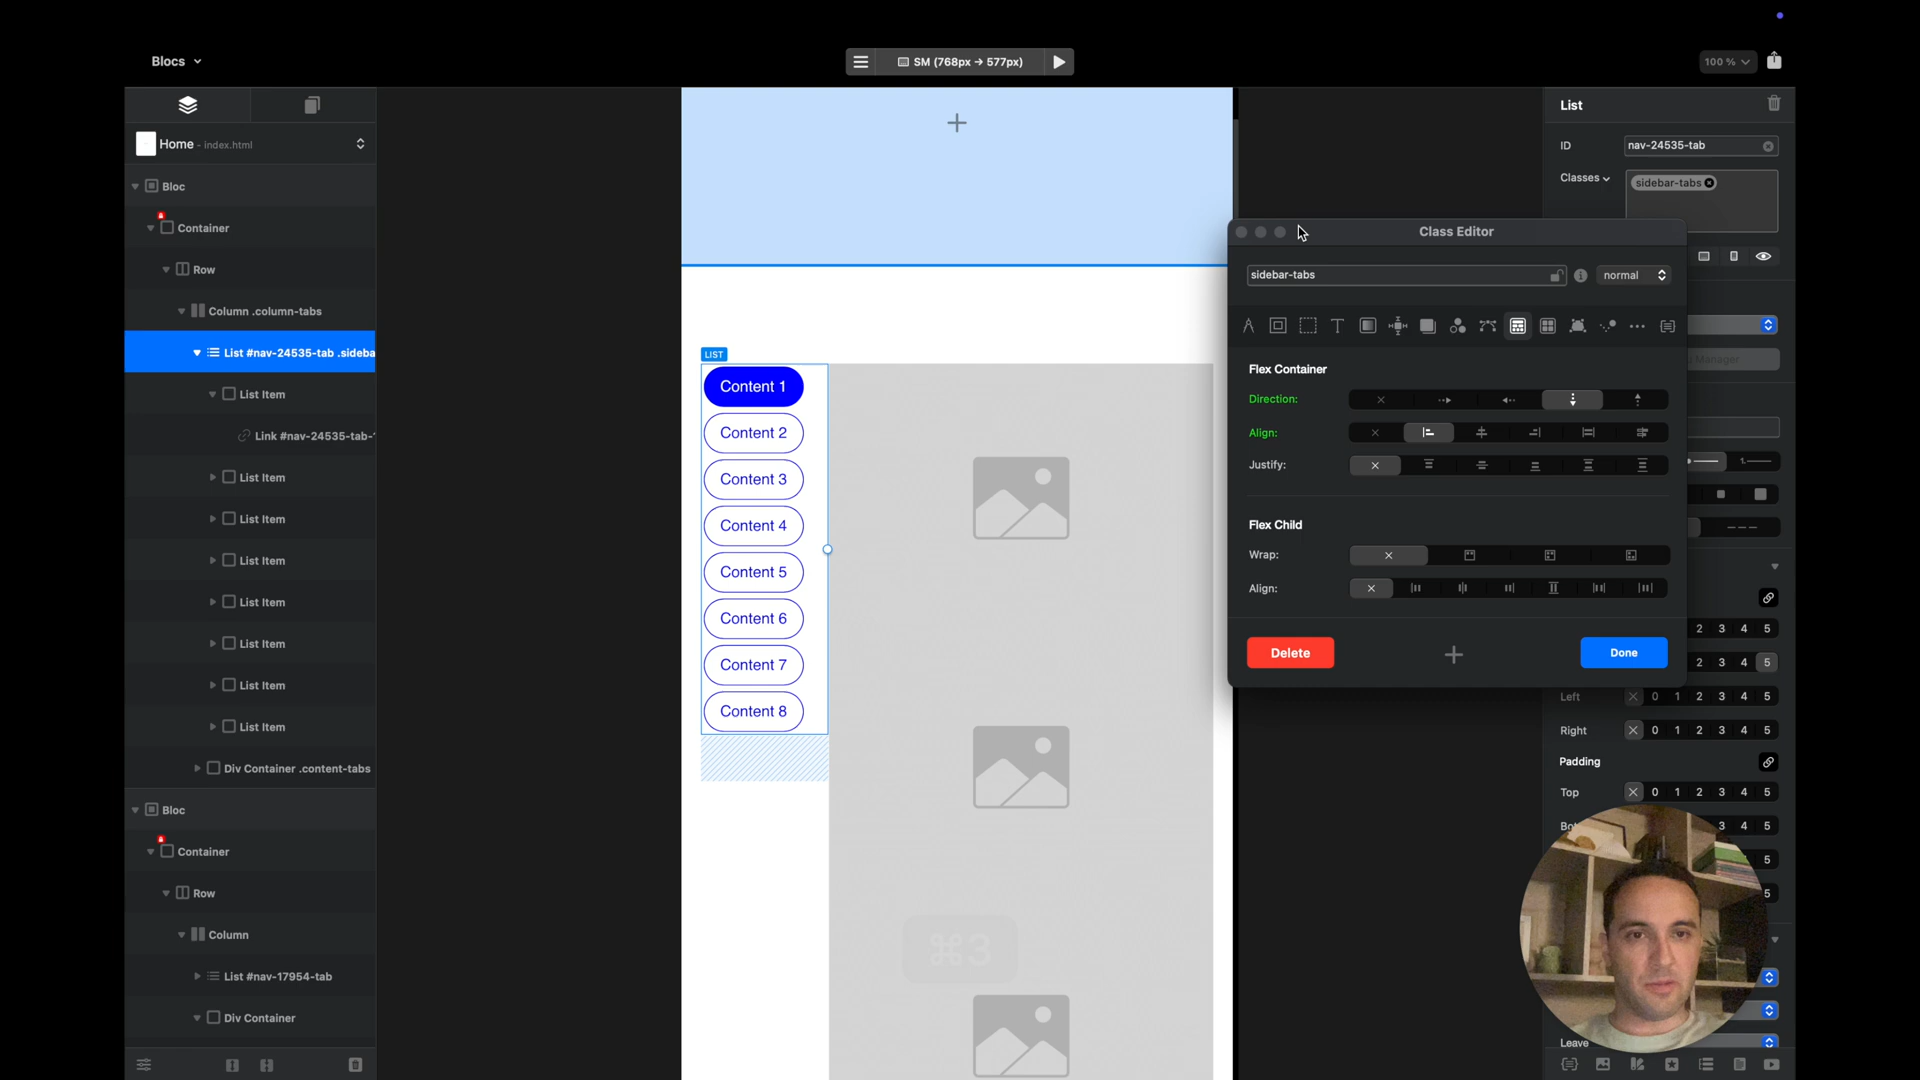 Blocs
SM (768px → 577px)
100 %
Home - index.html
Bloc
Container
Row
Column .column-tabs
List #nav-24535-tab .sideba
List Item
Link #nav-24535-tab-
List Item
List Item
List Item
List Item
List Item
List Item
List Item
Div Container .content-tabs
Bloc
Container
Row
Column
List #nav-17954-tab
Div Container
LIST
Content 1
Content 2
Content 3
Content 4
Content 5
Content 6
Content 7
Content 8
⌘3
List
ID
nav-24535-tab
Classes
sidebar-tabs
Class Editor
sidebar-tabs
normal
Manager
Flex Container
Direction:
Align:
Justify:
Flex Child
Wrap:
Align:
Delete
Done
2 3 4 5
2 3 4 5
Left
0 1 2 3 4 5
Right
0 1 2 3 4 5
Padding
Top
0 1 2 3 4 5
3 4 5
5
5
Leave